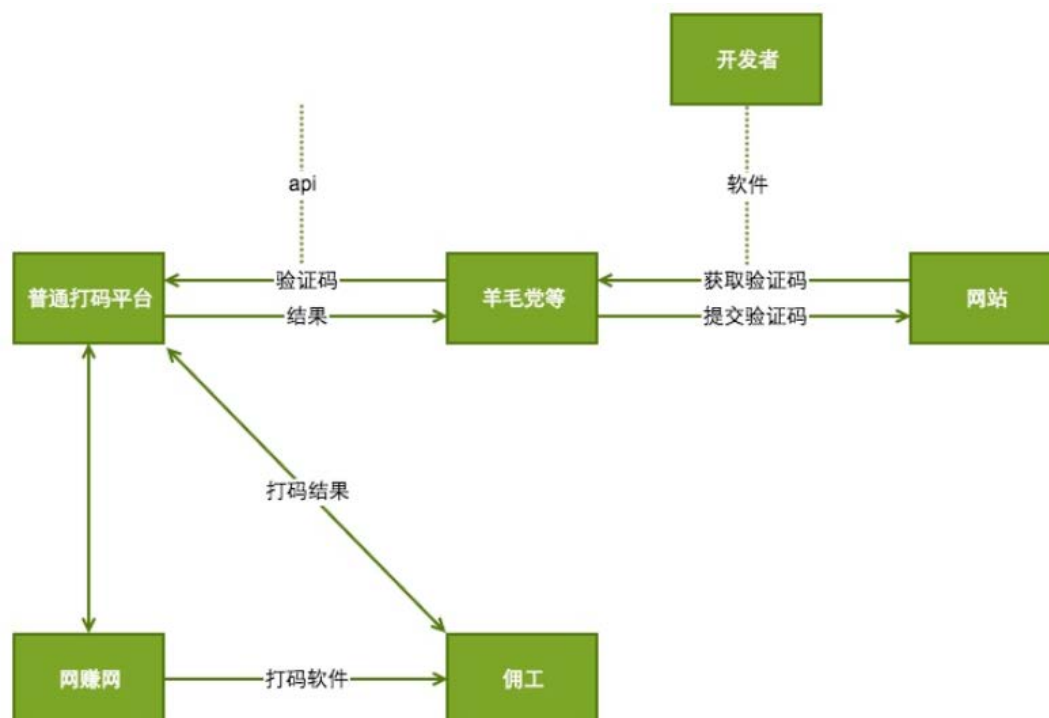 开发者
api
软件
验证码
获取验证码
普通打码平台
羊毛党等
网站
结果
提交验证码
打码结果
网赚网
打码软件
佣工